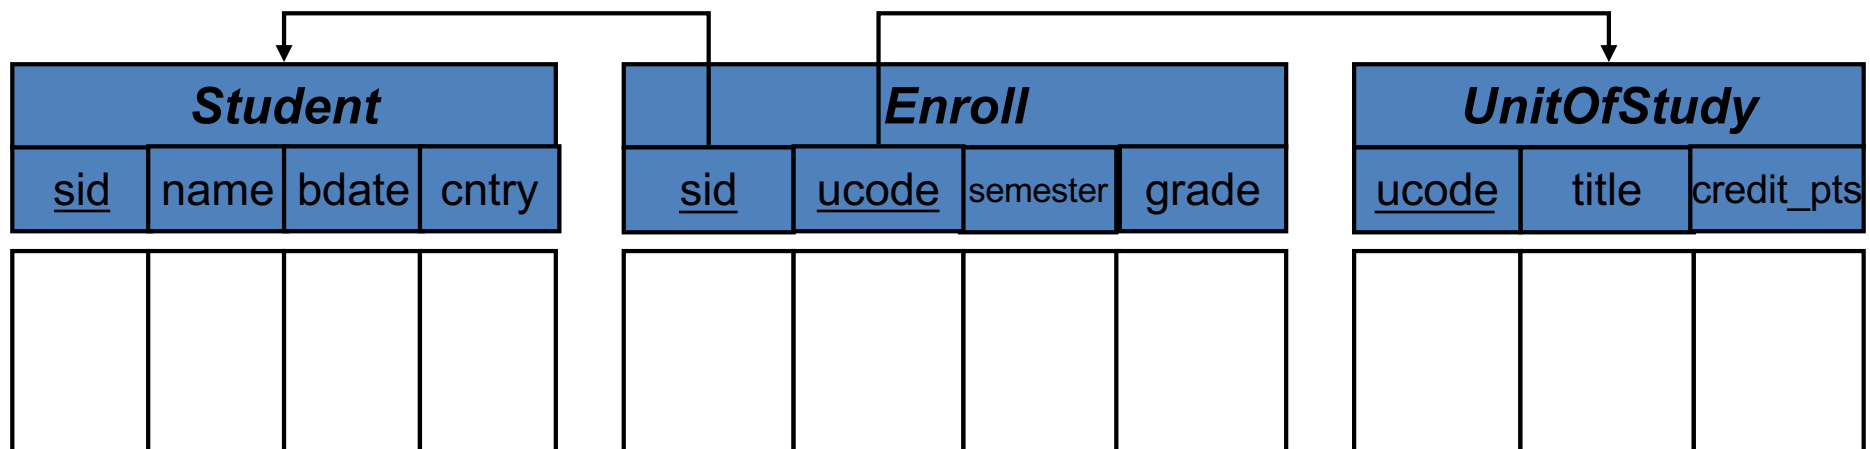 Student Enroll UnitOfStudy
sid name bdate cntry sid ucode semester grade ucode title credit_pts